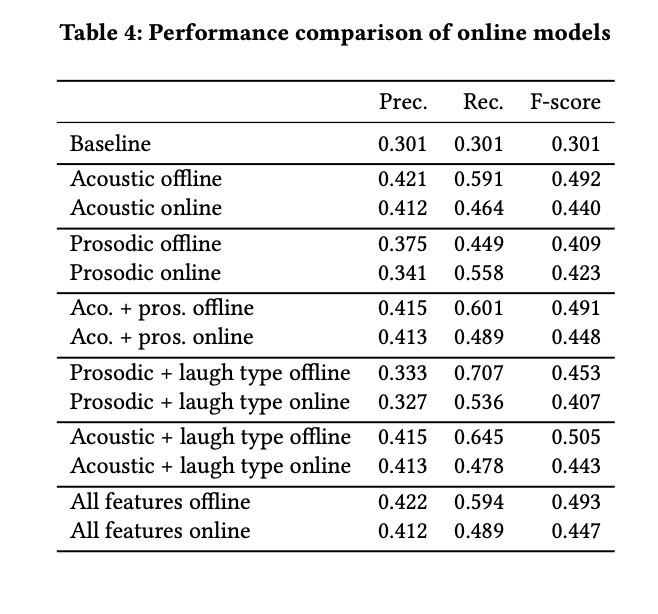 Table 4: Performance comparison of online models
Prec. Rec. F-score
Baseline 0.301 0.301 0.301
Acoustic offline 0.421 0.591 0.492
Acoustic online 0.412 0.464 0.440
Prosodic offline 0.375 0.449 0.409
Prosodic online 0.341 0.558 0.423
Aco. + pros. offline 0.415 0.601 0.491
Aco. + pros. online 0.413 0.489 0.448
Prosodic + laugh type offline 0.333 0.707 0.453
Prosodic + laugh type online 0.327 0.536 0.407
Acoustic + laugh type offline 0.415 0.645 0.505
Acoustic + laugh type online 0.413 0.478 0.443
All features offline 0.422 0.594 0.493
All features online 0.412 0.489 0.447